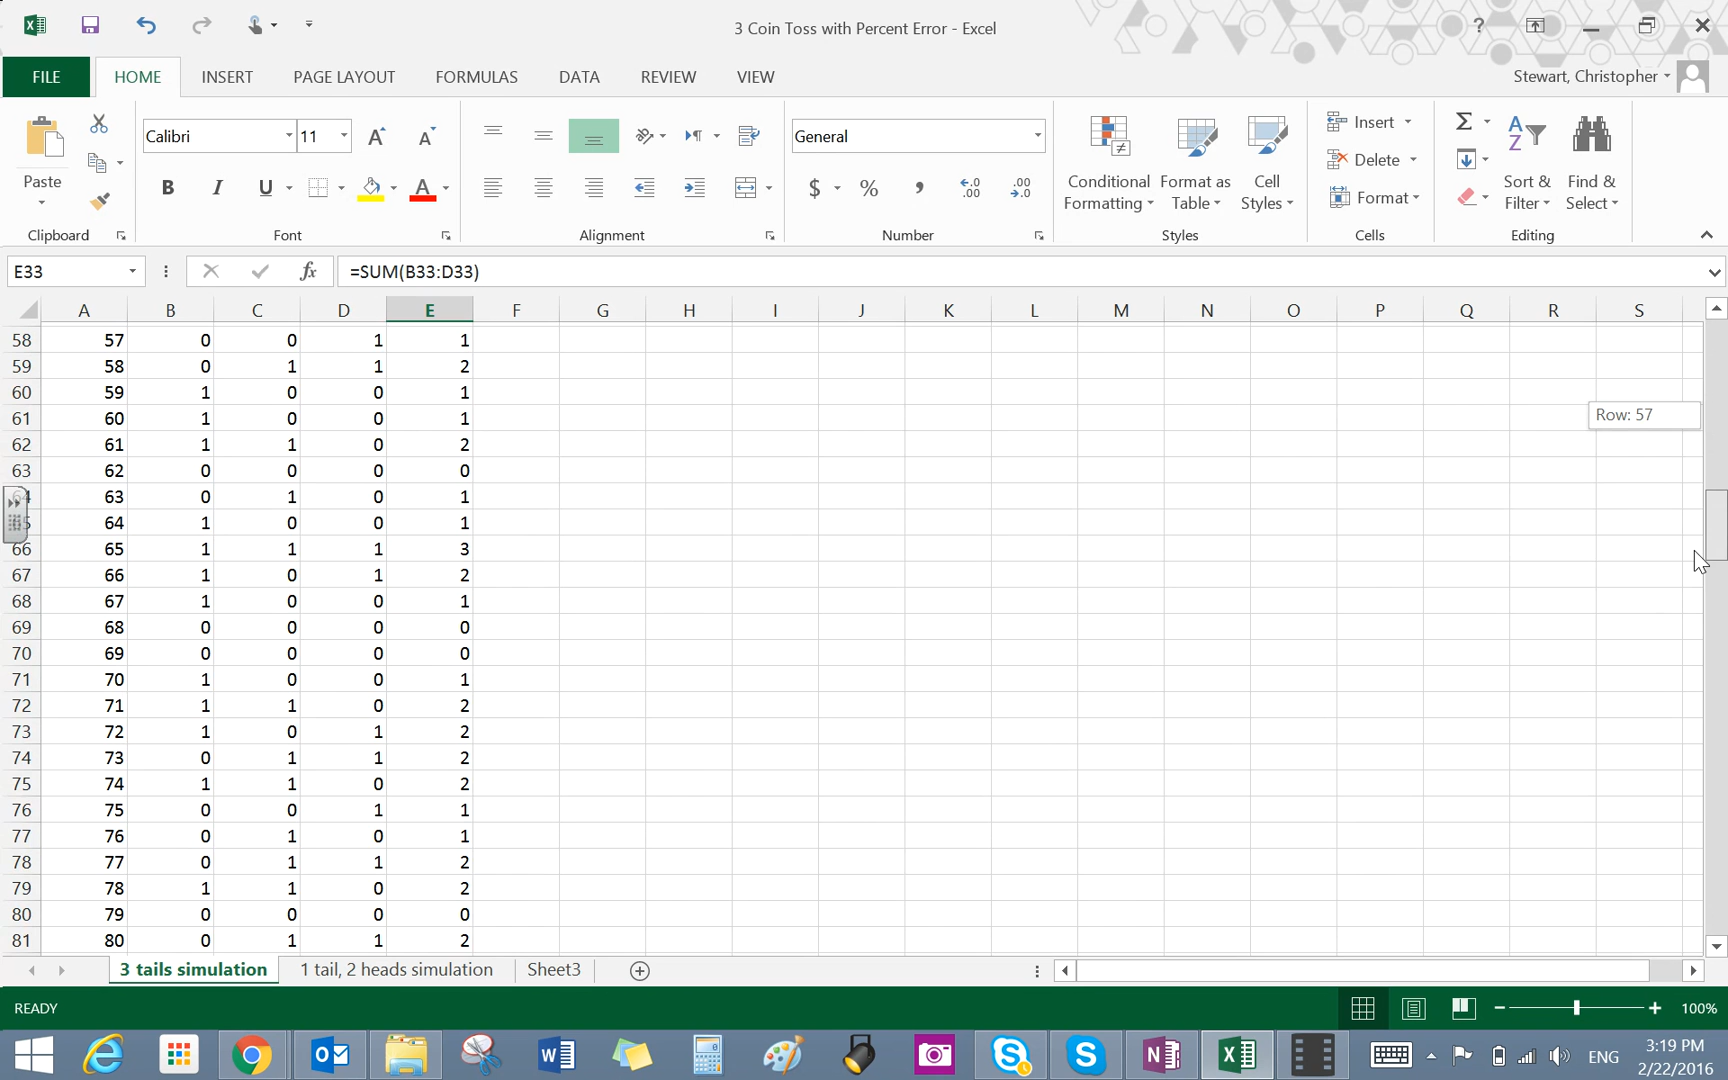 3 Coin Toss with Percent Error - Excel
FILE HOME INSERT PAGE LAYOUT FORMULAS DATA REVIEW VIEW Stewart, Christopher
Calibri 11 General
Paste
Conditional Formatting
Format as Table
Cell Styles
Insert
Delete
Format
Sort & Filter
Find & Select
Clipboard Font Alignment Number Styles Cells Editing
E33 fx =SUM(B33:D33)
A B C D E F G H I J K L M N O P Q R S
58 57 0 0 1 1
59 58 0 1 1 2
60 59 1 0 0 1
61 60 1 0 0 1
Row: 57
62 61 1 1 0 2
63 62 0 0 0 0
64 63 0 1 0 1
65 64 1 0 0 1
66 65 1 1 1 3
67 66 1 0 1 2
68 67 1 0 0 1
69 68 0 0 0 0
70 69 0 0 0 0
71 70 1 0 0 1
72 71 1 1 0 2
73 72 1 0 1 2
74 73 0 1 1 2
75 74 1 1 0 2
76 75 0 0 1 1
77 76 0 1 0 1
78 77 0 1 1 2
79 78 1 1 0 2
80 79 0 0 0 0
81 80 0 1 1 2
3 tails simulation 1 tail, 2 heads simulation Sheet3
READY 100%
ENG 3:19 PM
2/22/2016